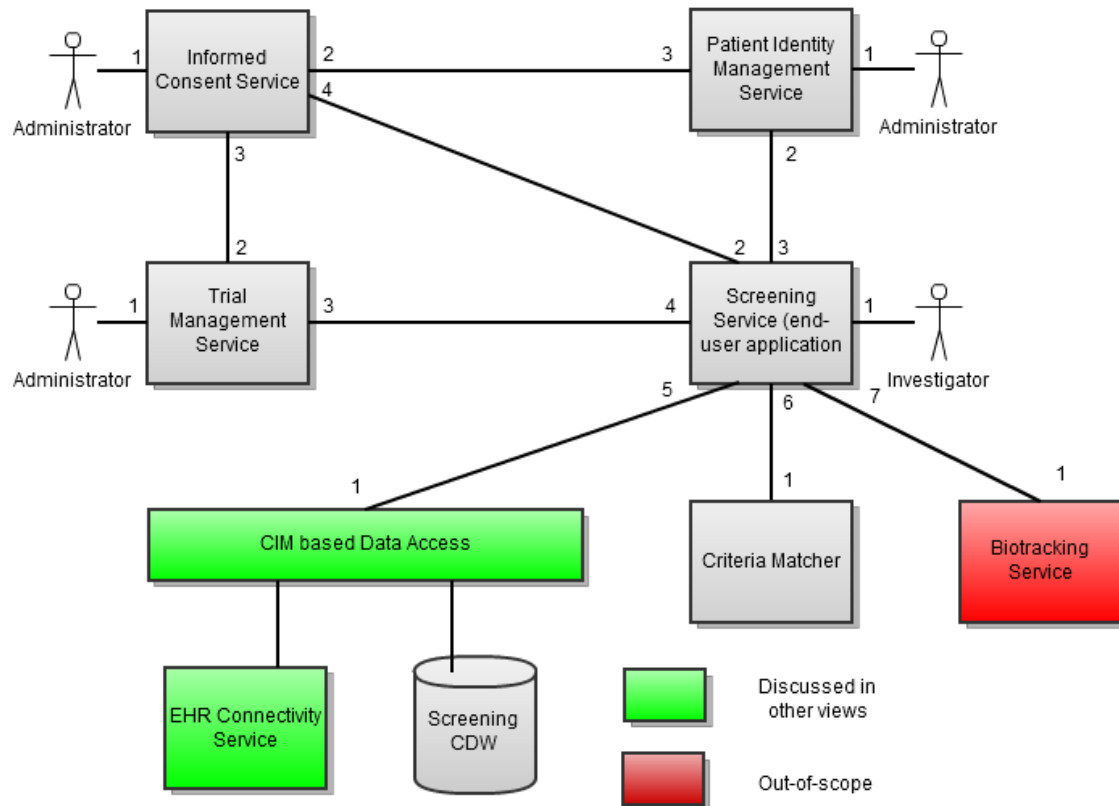 Informed
Consent Service
Patient Identity
Management
Service
1
2
3
1
4
Administrator
Administrator
3
2
2
2
3
Trial
Management
Service
Screening
Service (end-
user application
1
3
4
1
Administrator
Investigator
5
6
7
1
1
1
CIM based Data Access
Criteria Matcher
Biotracking
Service
EHR Connectivity
Service
Screening
CDW
Discussed in
other views
Out-of-scope